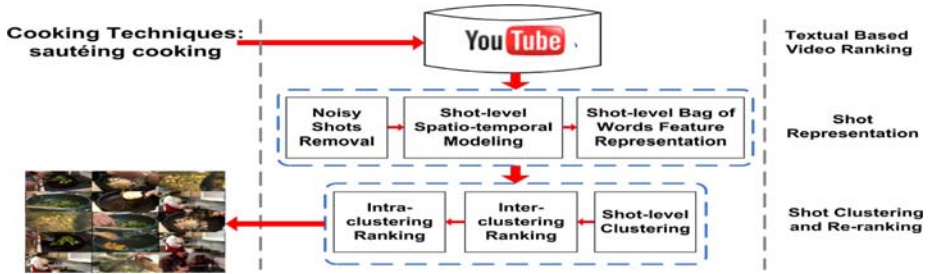 Cooking Techniques:
sautéing cooking
You Tube
Textual Based
Video Ranking
Noisy
Shots
Removal
Shot-level
Spatio-temporal
Modeling
Shot-level Bag of
Words Feature
Representation
Shot
Representation
Intra-
clustering
Ranking
Inter-
clustering
Ranking
Shot-level
Clustering
Shot Clustering
and Re-ranking